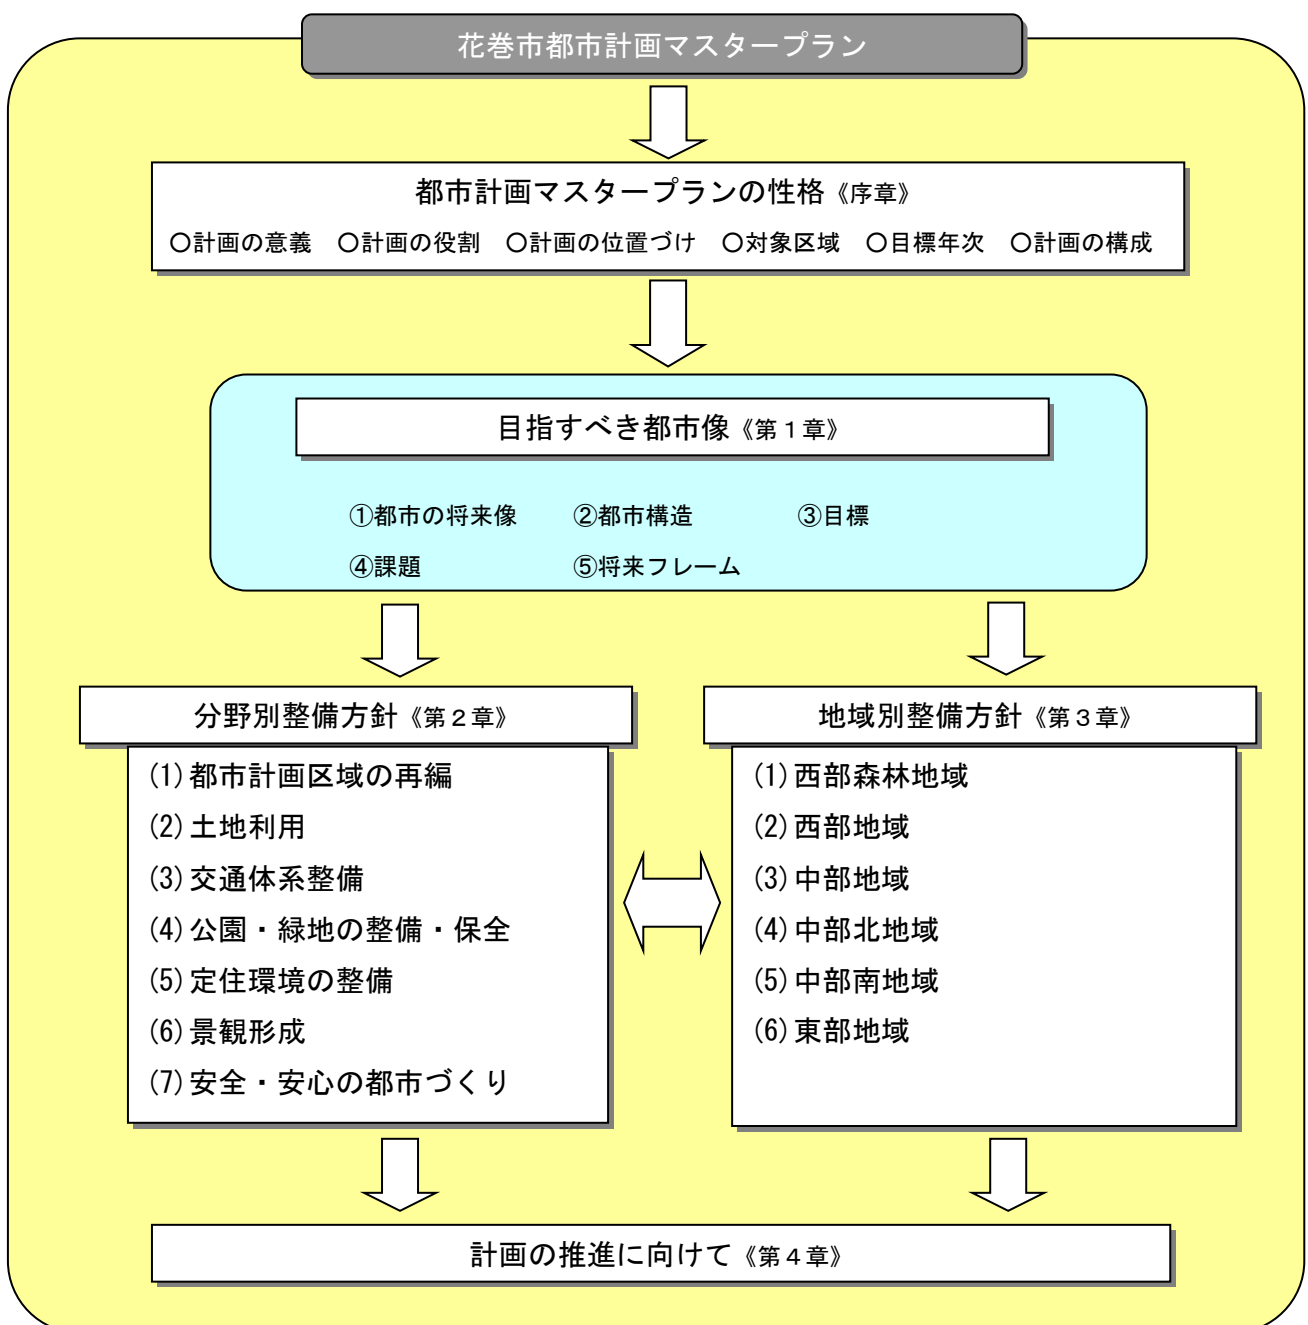 花巻市都市計画マスタープラン
都市計画マスタープランの性格《序章》
○計画の意義　○計画の役割　○計画の位置づけ　○対象区域　○目標年次　○計画の構成
目指すべき都市像《第１章》
①都市の将来像　②都市構造　③目標
④課題　⑤将来フレーム
分野別整備方針《第２章》
(1)都市計画区域の再編
(2)土地利用
(3)交通体系整備
(4)公園・緑地の整備・保全
(5)定住環境の整備
(6)景観形成
(7)安全・安心の都市づくり
地域別整備方針《第３章》
(1)西部森林地域
(2)西部地域
(3)中部地域
(4)中部北地域
(5)中部南地域
(6)東部地域
計画の推進に向けて《第４章》